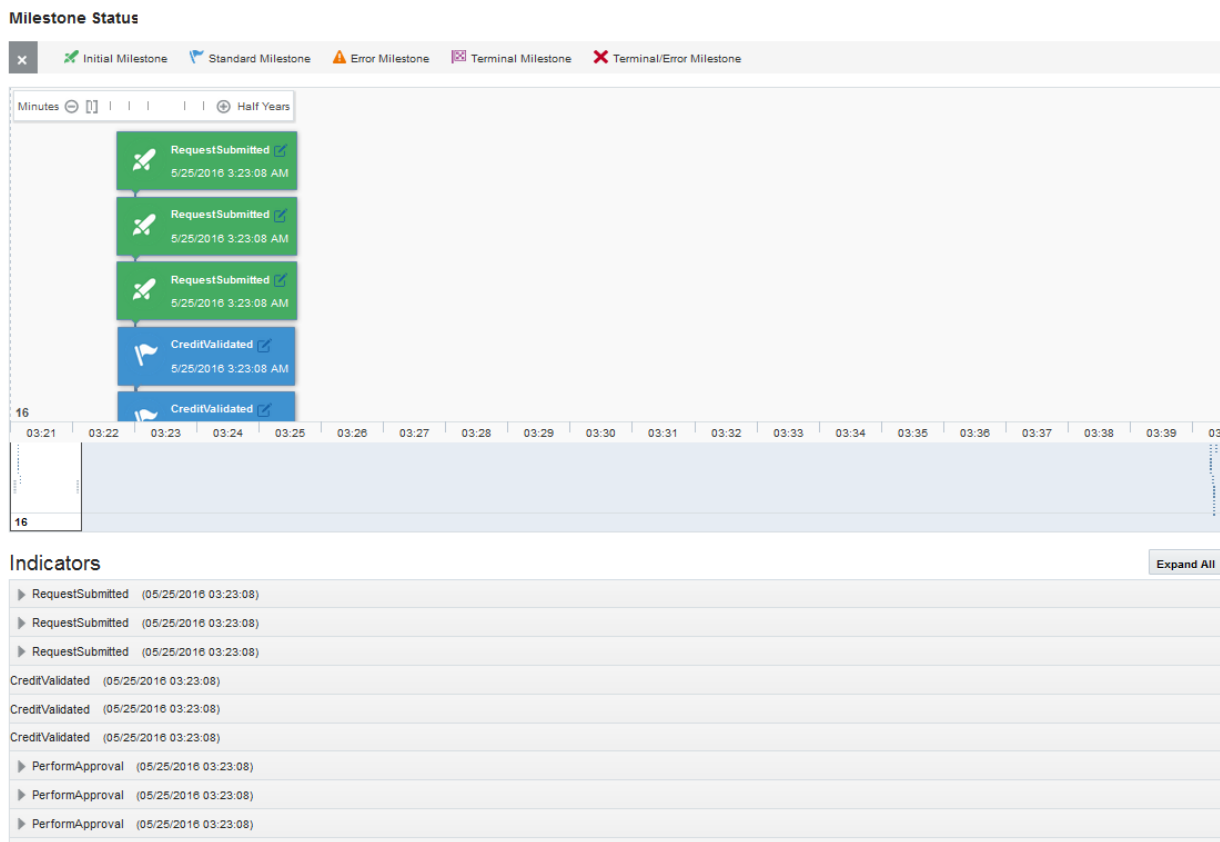 Milestone Status
× Initial Milestone Standard Milestone Error Milestone Terminal Milestone Terminal/Error Milestone
Minutes Half Years
RequestSubmitted
5/25/2016 3:23:08 AM
RequestSubmitted
5/25/2016 3:23:08 AM
RequestSubmitted
5/25/2016 3:23:08 AM
CreditValidated
5/25/2016 3:23:08 AM
CreditValidated
16
03:21 03:22 03:23 03:24 03:25 03:26 03:27 03:28 03:29 03:30 03:31 03:32 03:33 03:34 03:35 03:36 03:37 03:38 03:39 03
16
Indicators Expand All
RequestSubmitted (05/25/2016 03:23:08)
RequestSubmitted (05/25/2016 03:23:08)
RequestSubmitted (05/25/2016 03:23:08)
CreditValidated (05/25/2016 03:23:08)
CreditValidated (05/25/2016 03:23:08)
CreditValidated (05/25/2016 03:23:08)
PerformApproval (05/25/2016 03:23:08)
PerformApproval (05/25/2016 03:23:08)
PerformApproval (05/25/2016 03:23:08)